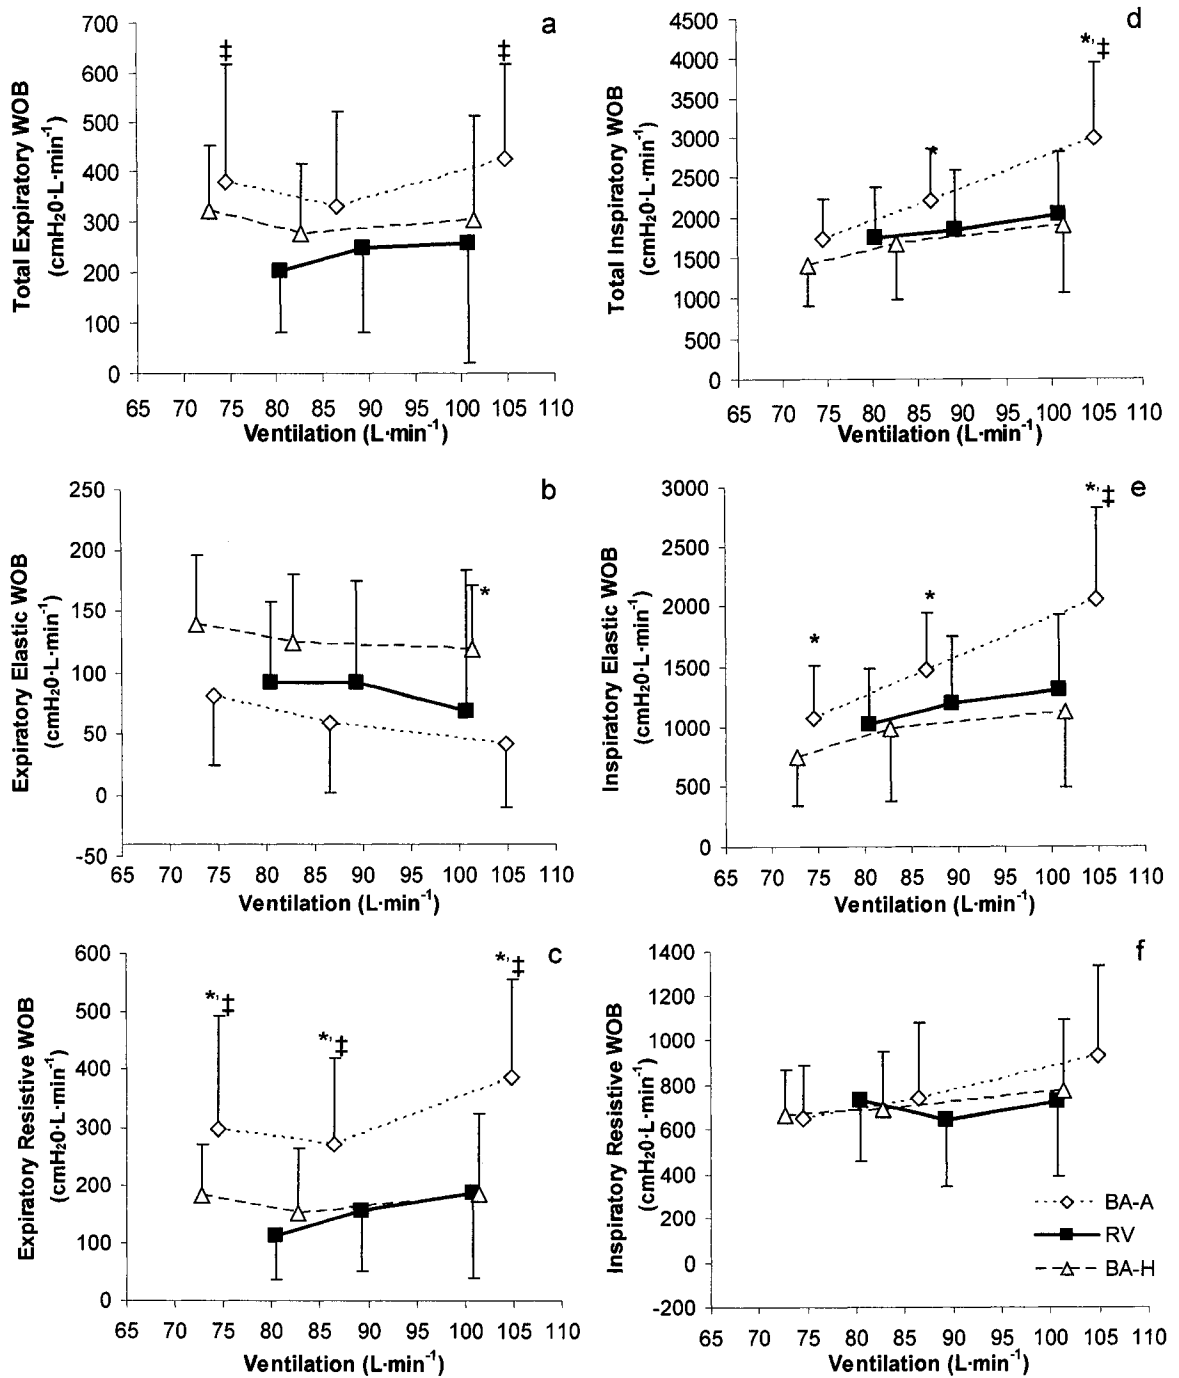 a
Total Expiratory WOB
(cmH₂0·L·min⁻¹)
700
600
500
400
300
200
100
0
‡
‡
65 70 75 80 85 90 95 100 105 110
Ventilation (L·min⁻¹)
d
Total Inspiratory WOB
(cmH₂0·L·min⁻¹)
4500
4000
3500
3000
2500
2000
1500
1000
500
0
*
*,‡
65 70 75 80 85 90 95 100 105 110
Ventilation (L·min⁻¹)
b
Expiratory Elastic WOB
(cmH₂0·L·min⁻¹)
250
200
150
100
50
0
-50
*
65 70 75 80 85 90 95 100 105 110
Ventilation (L·min⁻¹)
e
Inspiratory Elastic WOB
(cmH₂0·L·min⁻¹)
3000
2500
2000
1500
1000
500
0
*
*
*,‡
65 70 75 80 85 90 95 100 105 110
Ventilation (L·min⁻¹)
c
Expiratory Resistive WOB
(cmH₂0·L·min⁻¹)
600
500
400
300
200
100
0
*,‡
*,‡
*,‡
65 70 75 80 85 90 95 100 105 110
Ventilation (L·min⁻¹)
f
Inspiratory Resistive WOB
(cmH₂0·L·min⁻¹)
1400
1200
1000
800
600
400
200
0
-200
BA-A
RV
BA-H
65 70 75 80 85 90 95 100 105 110
Ventilation (L·min⁻¹)